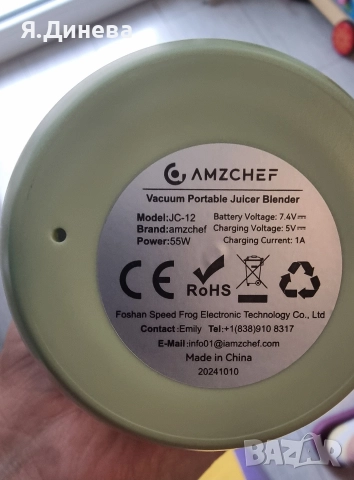 Я.Динева
AMZCHEF
Vacuum Portable Juicer Blender
Model:JC-12 Battery Voltage: 7.4V⎓
Brand:amzchef Charging Voltage: 5V⎓
Power:55W Charging Current: 1A
CE RoHS
Foshan Speed Frog Electronic Technology Co., Ltd
Contact :Emily Tel:+1(838)910 8317
E-Mail:info01@iamzchef.com
Made in China
20241010
BAZAR